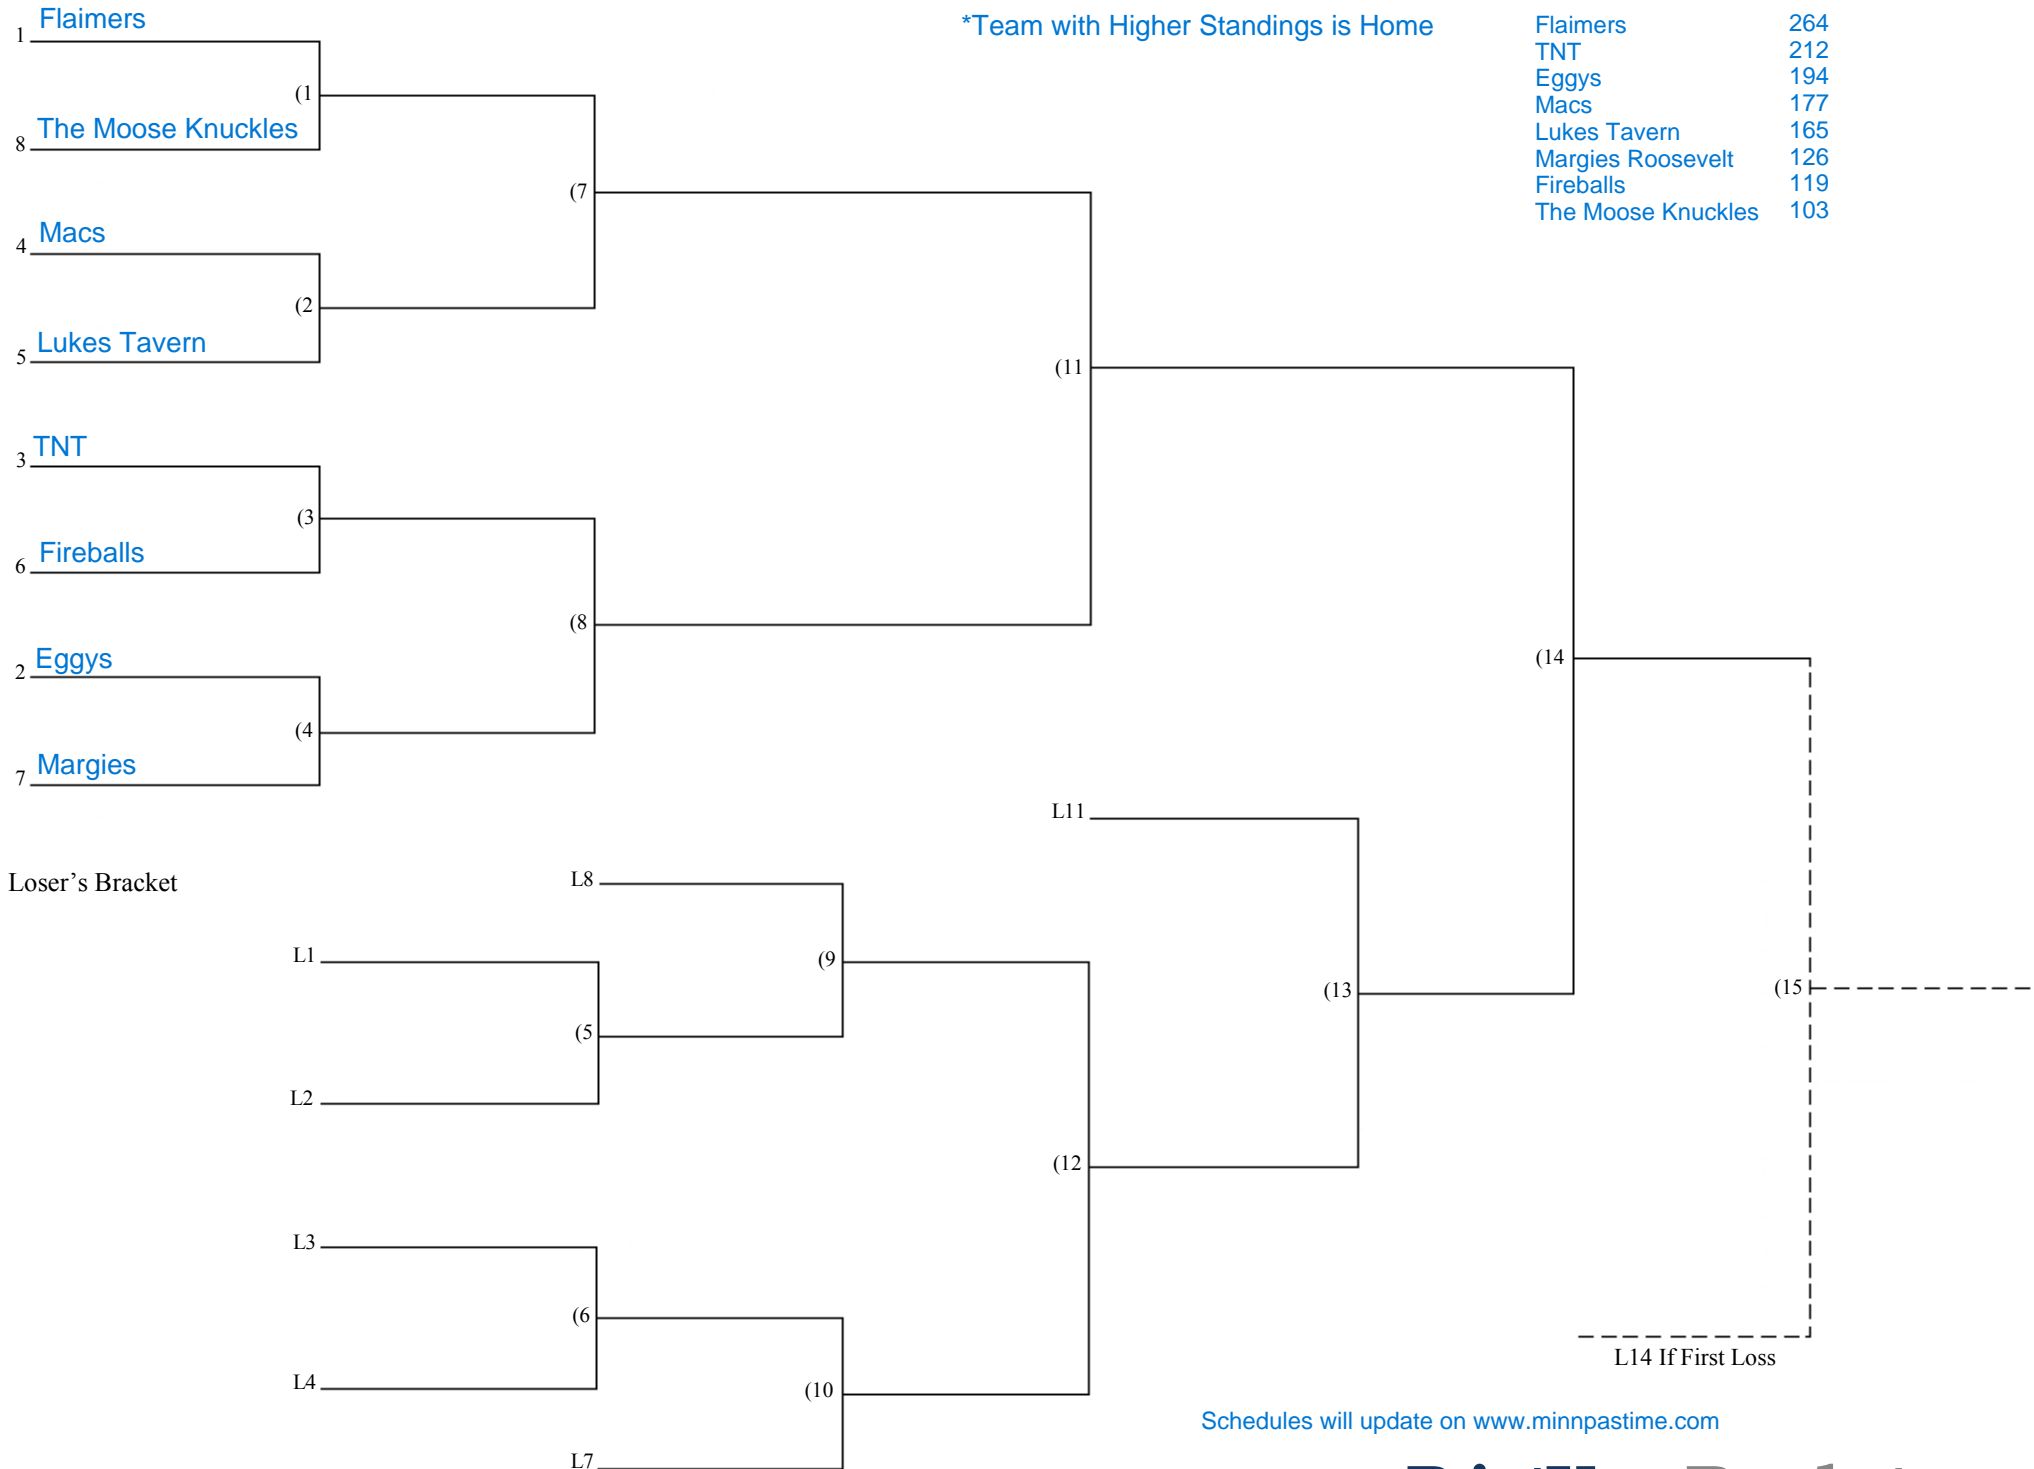 Flaimers
1
(1
The Moose Knuckles
8
(7
Macs
4
(2
Lukes Tavern
5
(11
TNT
3
(3
Fireballs
6
(8
Eggys
2
(4
Margies
7
(14
*Team with Higher Standings is Home
Flaimers 264
TNT 212
Eggys 194
Macs 177
Lukes Tavern 165
Margies Roosevelt 126
Fireballs 119
The Moose Knuckles 103
Loser’s Bracket
L11
L8
L1
(9
(5
L2
(13
(15
(12
L3
(6
L4
(10
L7
L14 If First Loss
Schedules will update on www.minnpastime.com